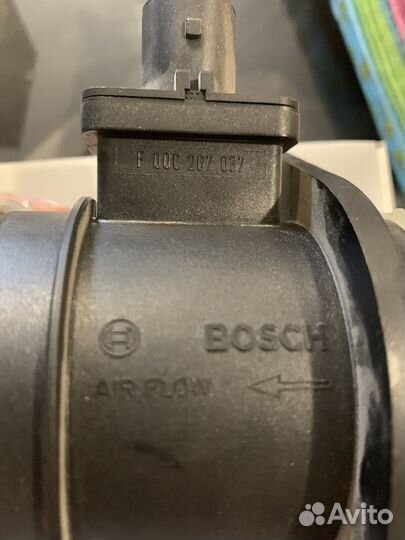 F 00C 2G7 037
BOSCH
AIR FLOW
Avito